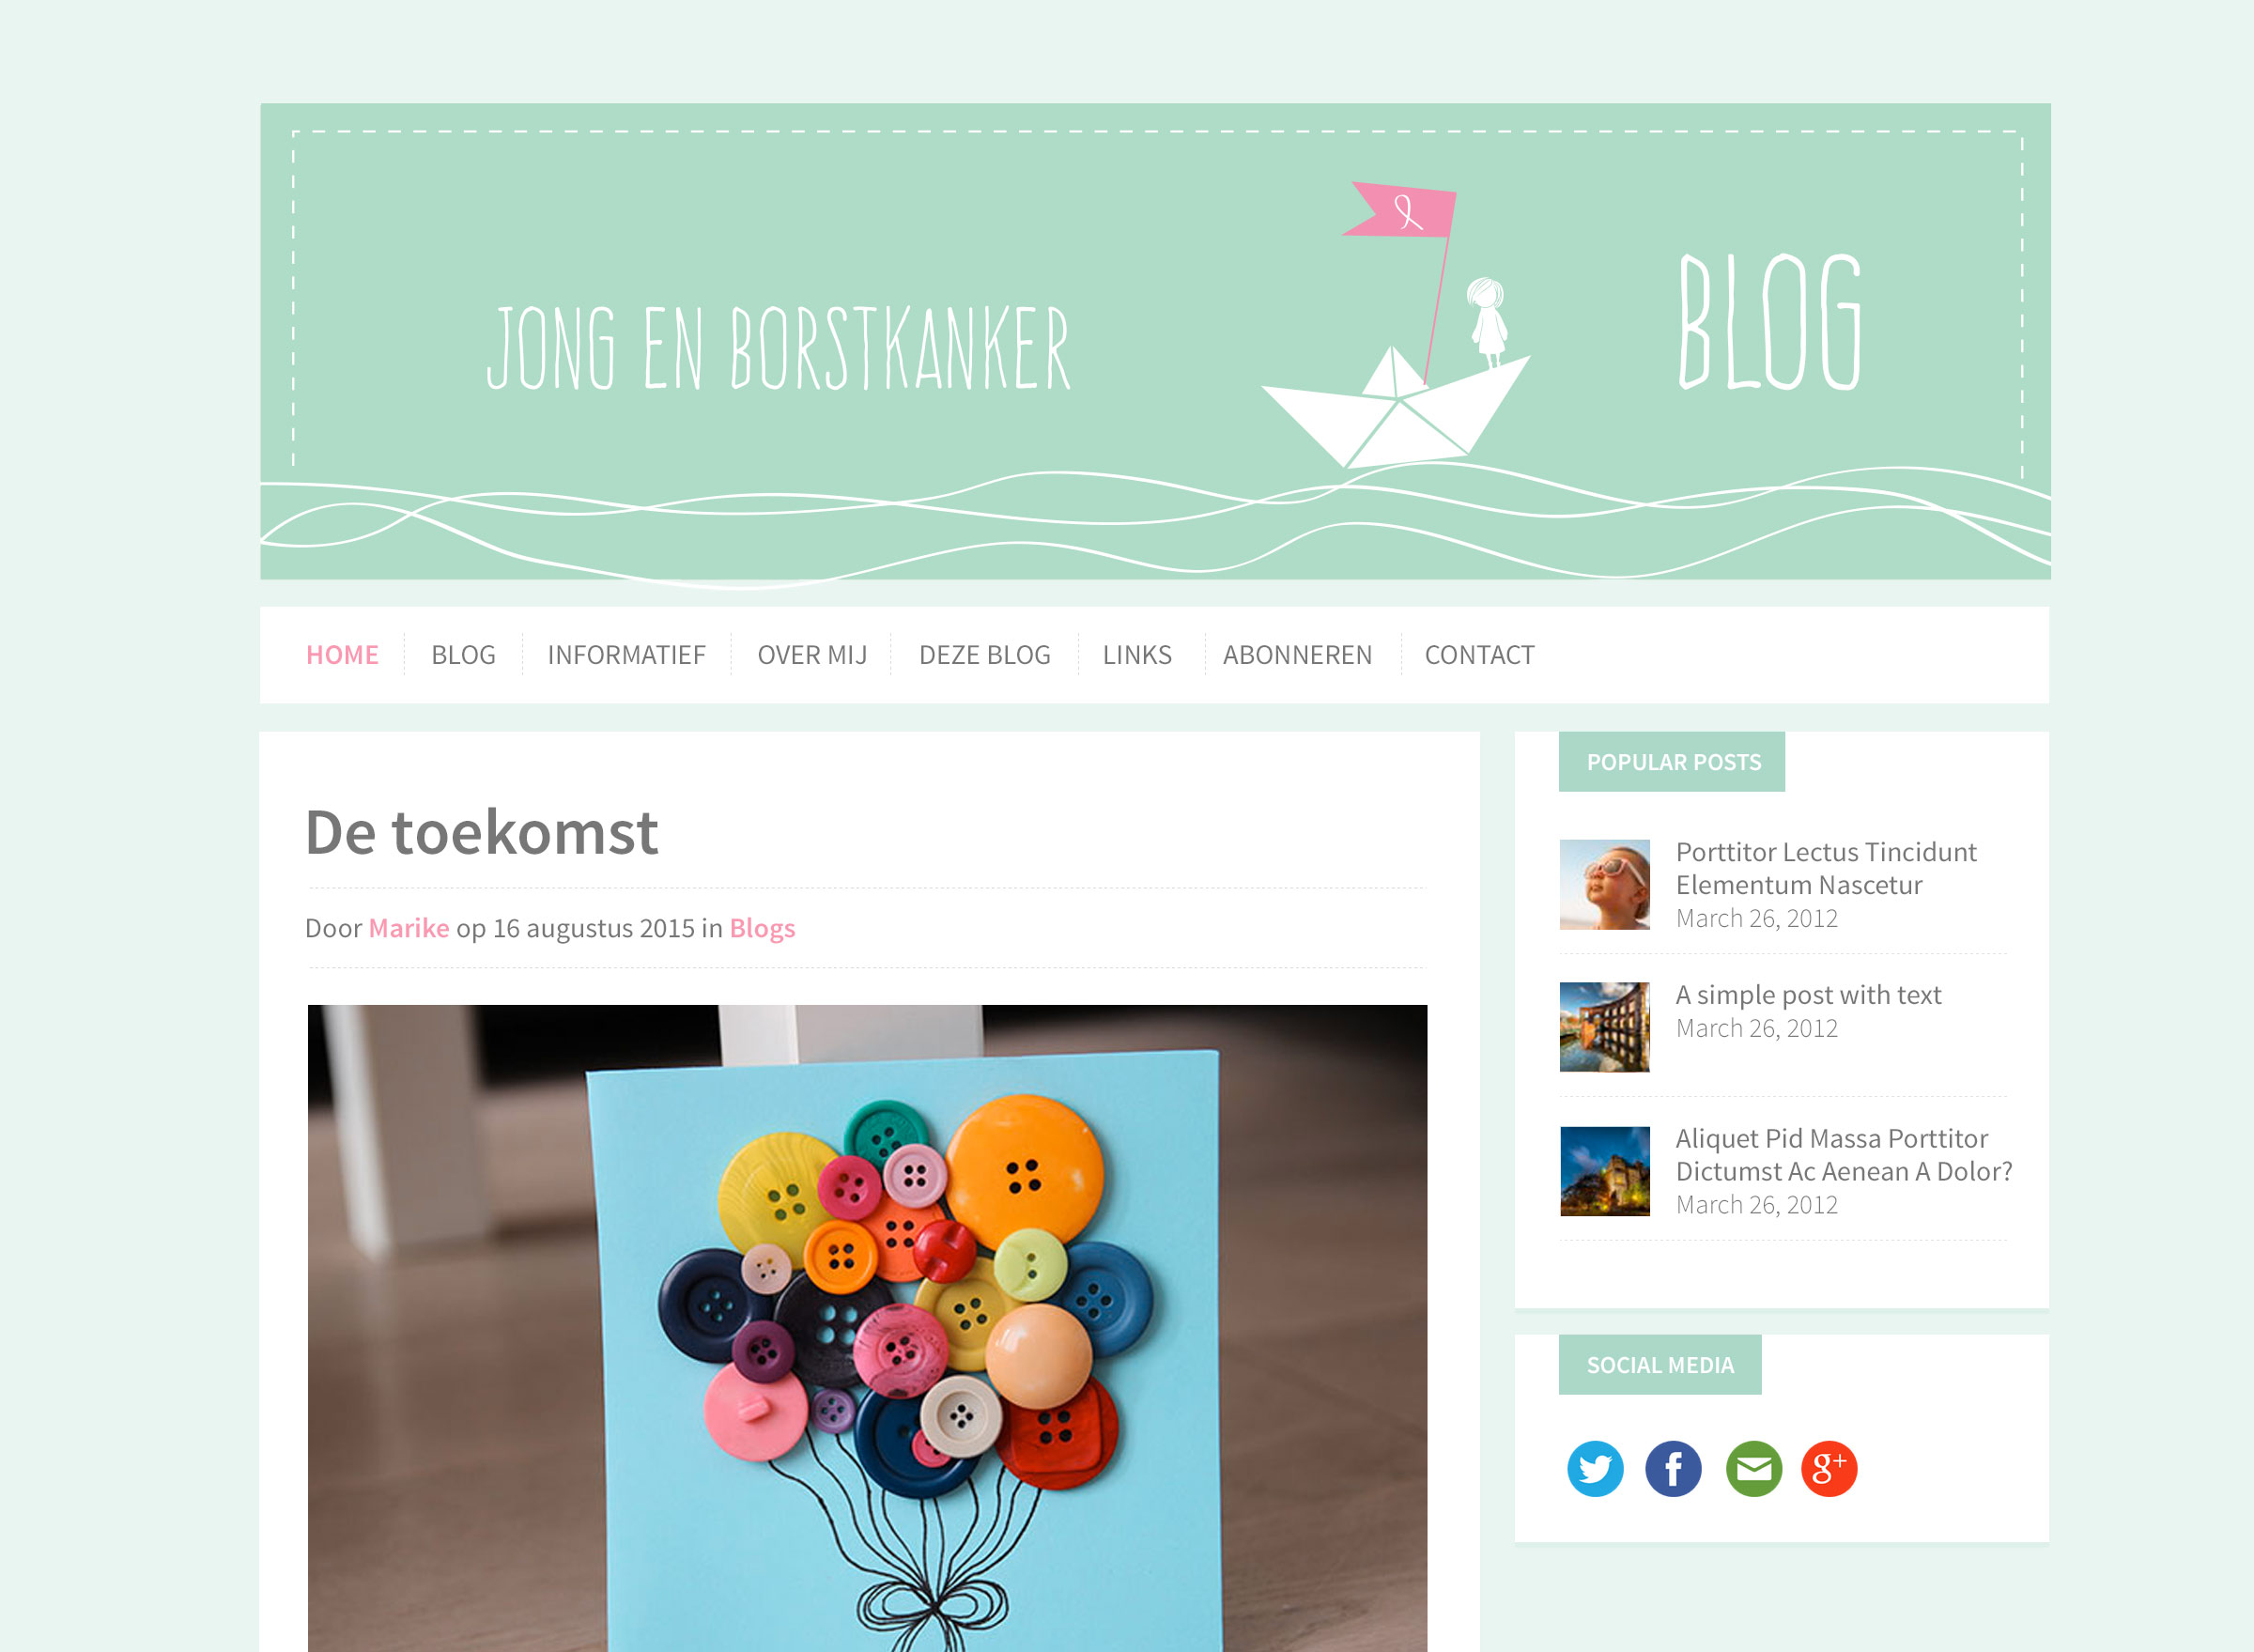 JONG EN BORSTKANKER
BLOG
HOME
BLOG
INFORMATIEF
OVER MIJ
DEZE BLOG
LINKS
ABONNEREN
CONTACT
De toekomst
Door Marike op 16 augustus 2015 in Blogs
POPULAR POSTS
Porttitor Lectus Tincidunt
Elementum Nascetur
March 26, 2012
A simple post with text
March 26, 2012
Aliquet Pid Massa Porttitor
Dictumst Ac Aenean A Dolor?
March 26, 2012
SOCIAL MEDIA
f
g+